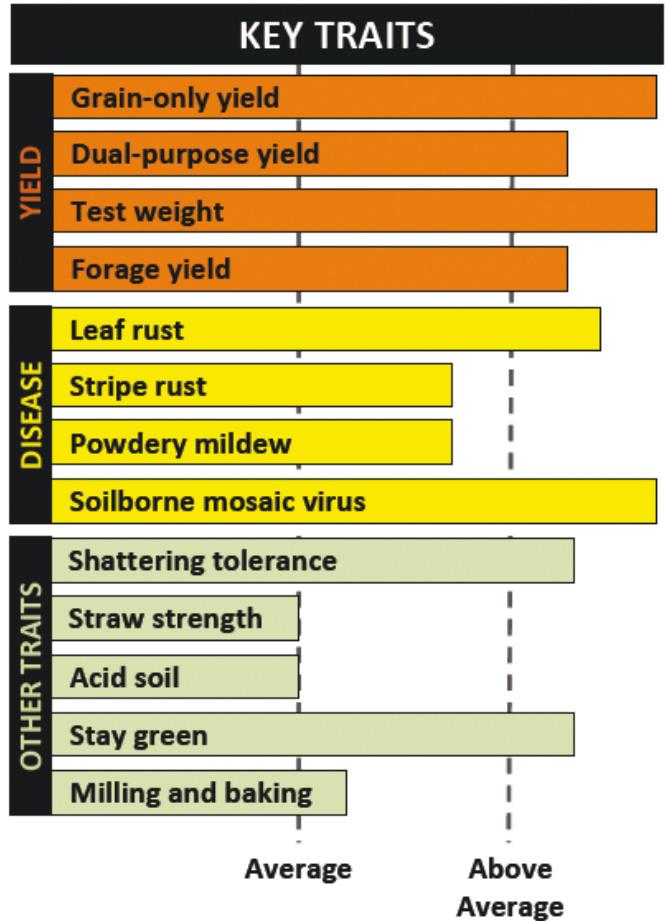 KEY TRAITS
YIELD
Grain-only yield
Dual-purpose yield
Test weight
Forage yield
DISEASE
Leaf rust
Stripe rust
Powdery mildew
Soilborne mosaic virus
OTHER TRAITS
Shattering tolerance
Straw strength
Acid soil
Stay green
Milling and baking
Average
Above
Average